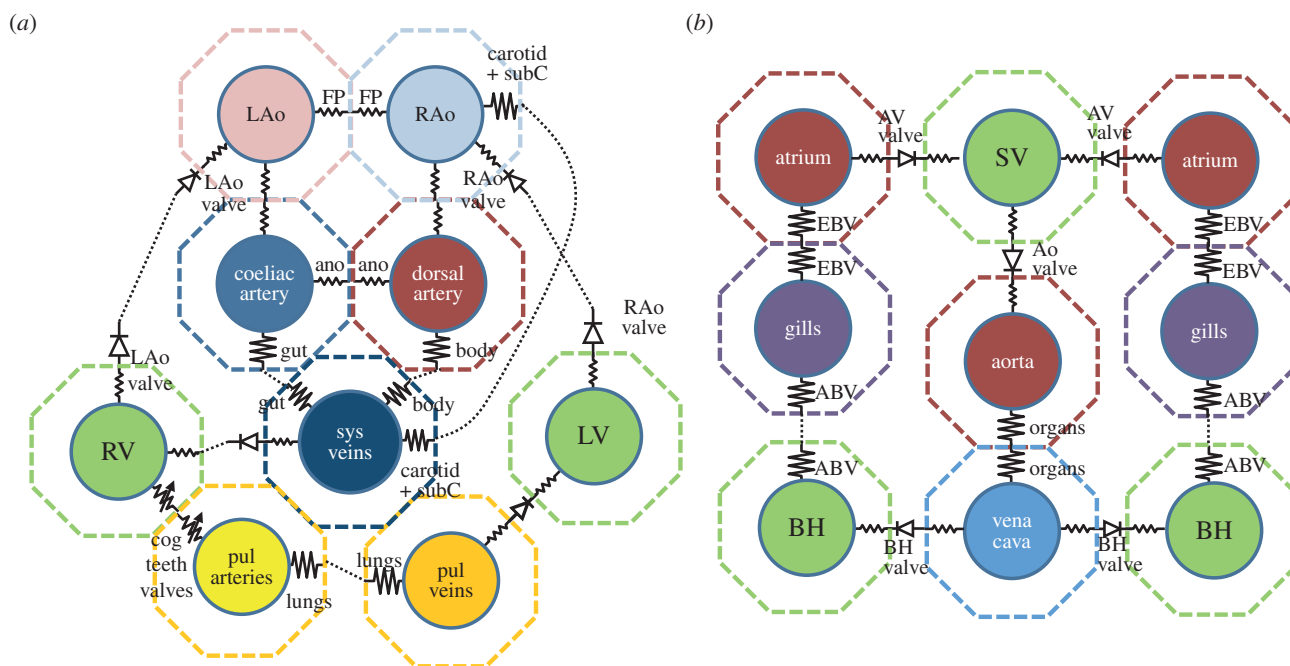 (a)
carotid
+ subC
LAo
FP
FP
RAo
LAo
valve
RAo
valve
coeliac
artery
ano
ano
dorsal
artery
RAo
valve
LAo
valve
gut
body
gut
body
RV
sys
veins
LV
carotid
+ subC
cog
teeth
valves
pul
arteries
lungs
lungs
pul
veins
(b)
AV
valve
AV
valve
atrium
SV
atrium
EBV
EBV
Ao
valve
EBV
EBV
gills
aorta
gills
ABV
ABV
organs
organs
ABV
ABV
BH
BH
valve
vena
cava
BH
valve
BH